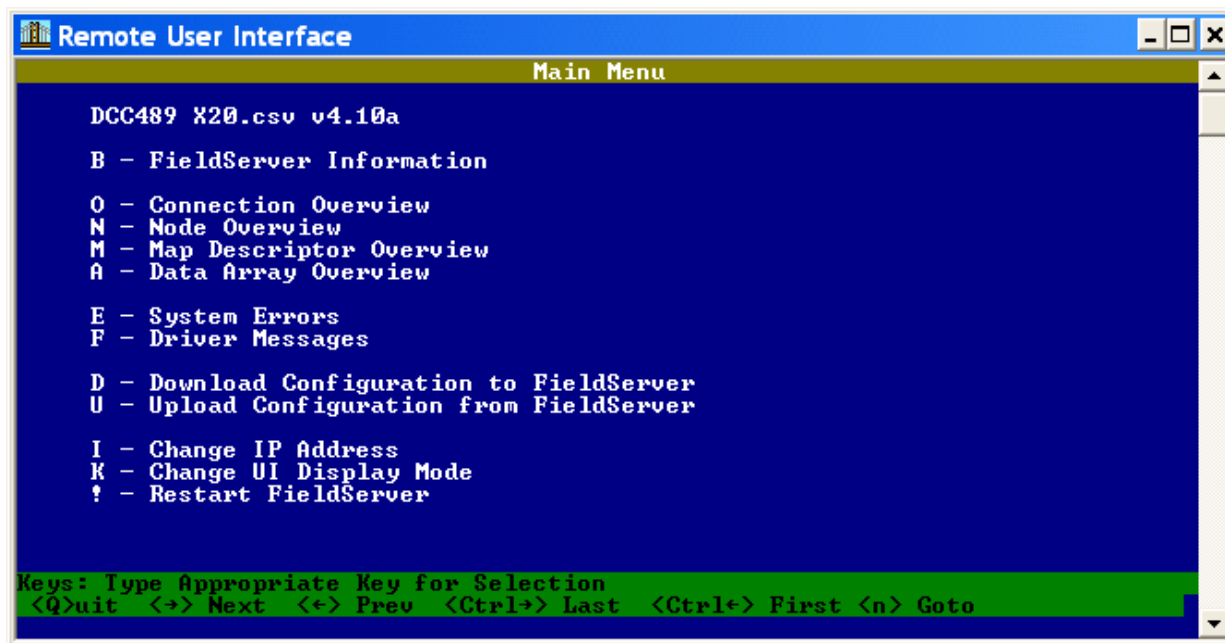 Remote User Interface
Main Menu
DCC489 X20.csv v4.10a
B - FieldServer Information
O - Connection Overview
N - Node Overview
M - Map Descriptor Overview
A - Data Array Overview
E - System Errors
F - Driver Messages
D - Download Configuration to FieldServer
U - Upload Configuration from FieldServer
I - Change IP Address
K - Change UI Display Mode
! - Restart FieldServer
Keys: Type Appropriate Key for Selection
<Q>uit <→> Next <←> Prev <Ctrl→> Last <Ctrl←> First <n> Goto